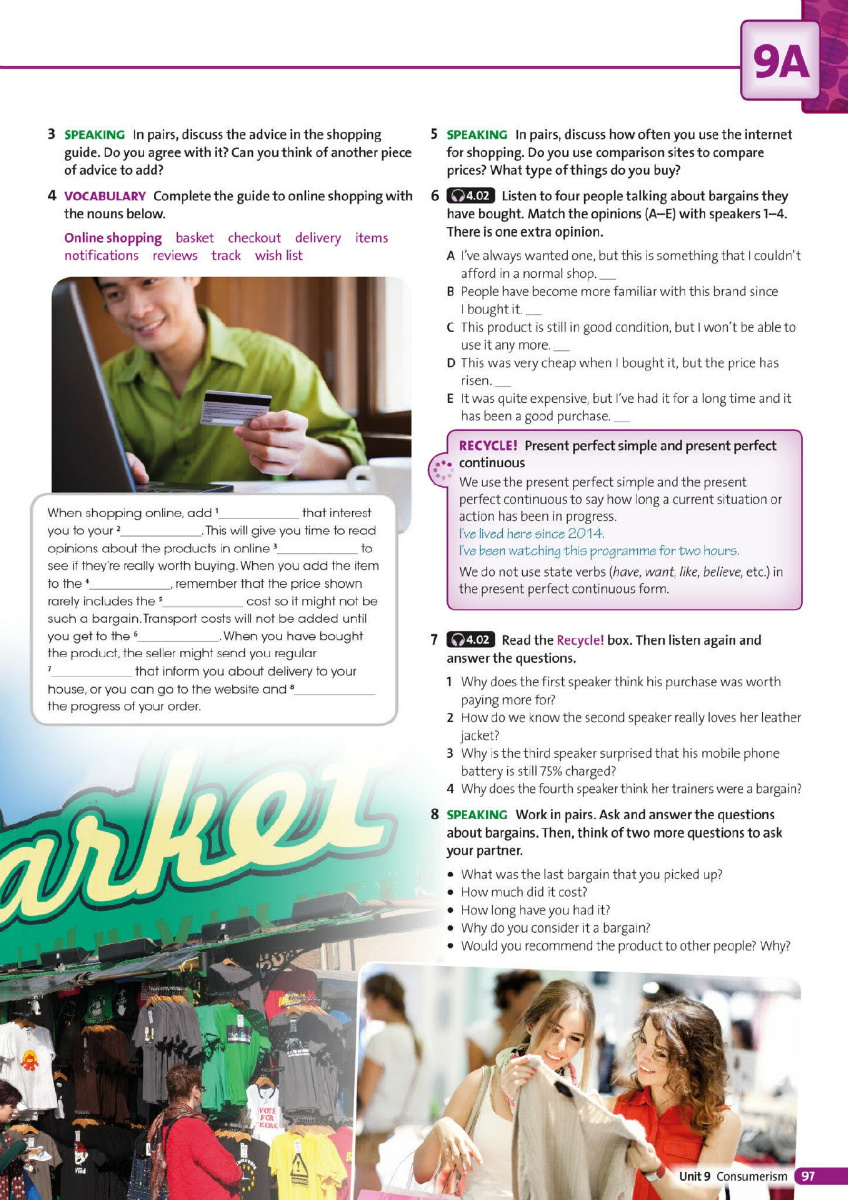 9A
3 SPEAKING In pairs, discuss the advice in the shopping
guide. Do you agree with it? Can you think of another piece
of advice to add?
4 VOCABULARY Complete the guide to online shopping with
the nouns below.
Online shopping basket checkout delivery items
notifications reviews track wish list
When shopping online, add ¹____________ that interest
you to your ²____________. This will give you time to read
opinions about the products in online ³____________ to
see if they're really worth buying. When you add the item
to the ⁴____________, remember that the price shown
rarely includes the ⁵____________ cost so it might not be
such a bargain. Transport costs will not be added until
you get to the ⁶____________. When you have bought
the product, the seller might send you regular
⁷____________ that inform you about delivery to your
house, or you can go to the website and ⁸____________
the progress of your order.
arket
VOTE
FOR
5 SPEAKING In pairs, discuss how often you use the internet
for shopping. Do you use comparison sites to compare
prices? What type of things do you buy?
6 4.02 Listen to four people talking about bargains they
have bought. Match the opinions (A–E) with speakers 1–4.
There is one extra opinion.
A I've always wanted one, but this is something that I couldn't
afford in a normal shop. __
B People have become more familiar with this brand since
I bought it. __
C This product is still in good condition, but I won't be able to
use it any more. __
D This was very cheap when I bought it, but the price has
risen. __
E It was quite expensive, but I've had it for a long time and it
has been a good purchase. __
RECYCLE! Present perfect simple and present perfect
continuous
We use the present perfect simple and the present
perfect continuous to say how long a current situation or
action has been in progress.
I've lived here since 2014.
I've been watching this programme for two hours.
We do not use state verbs (have, want, like, believe, etc.) in
the present perfect continuous form.
7 4.02 Read the Recycle! box. Then listen again and
answer the questions.
1 Why does the first speaker think his purchase was worth
paying more for?
2 How do we know the second speaker really loves her leather
jacket?
3 Why is the third speaker surprised that his mobile phone
battery is still 75% charged?
4 Why does the fourth speaker think her trainers were a bargain?
8 SPEAKING Work in pairs. Ask and answer the questions
about bargains. Then, think of two more questions to ask
your partner.
• What was the last bargain that you picked up?
• How much did it cost?
• How long have you had it?
• Why do you consider it a bargain?
• Would you recommend the product to other people? Why?
Unit 9 Consumerism 97